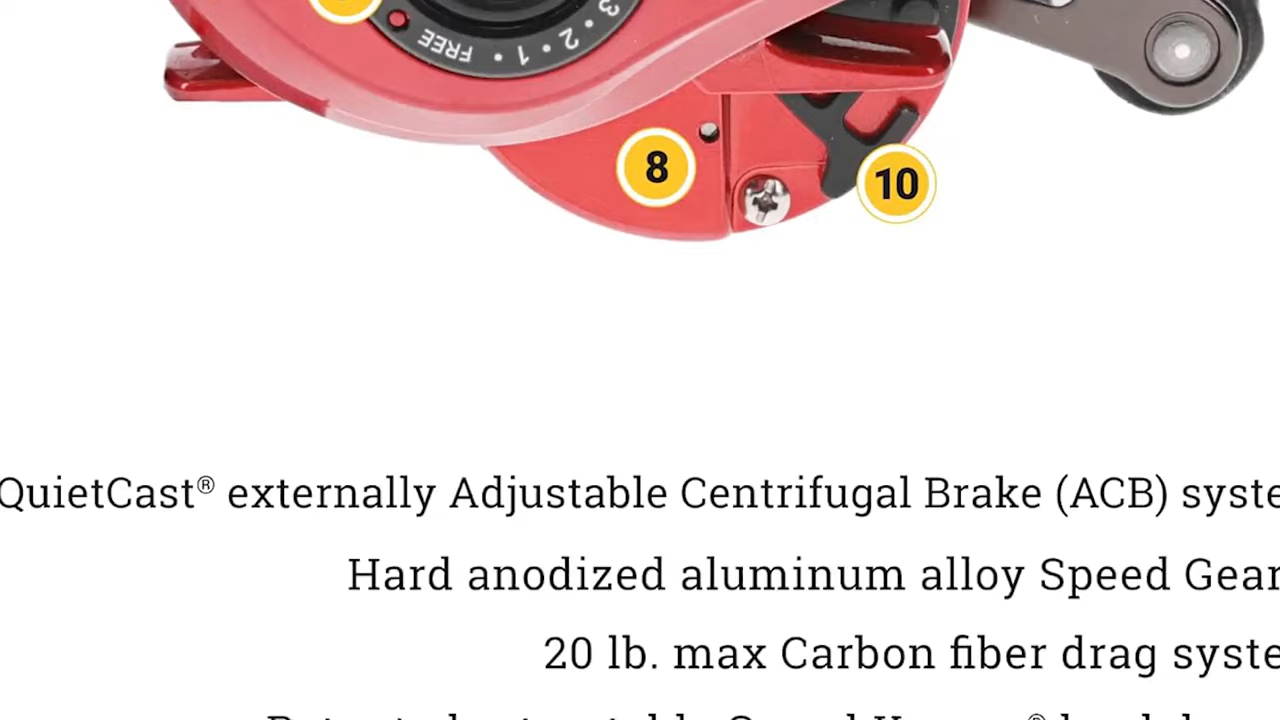 FREE • 1 • 2 • 3
8
10
QuietCast® externally Adjustable Centrifugal Brake (ACB) syste
Hard anodized aluminum alloy Speed Gear
20 lb. max Carbon fiber drag syste